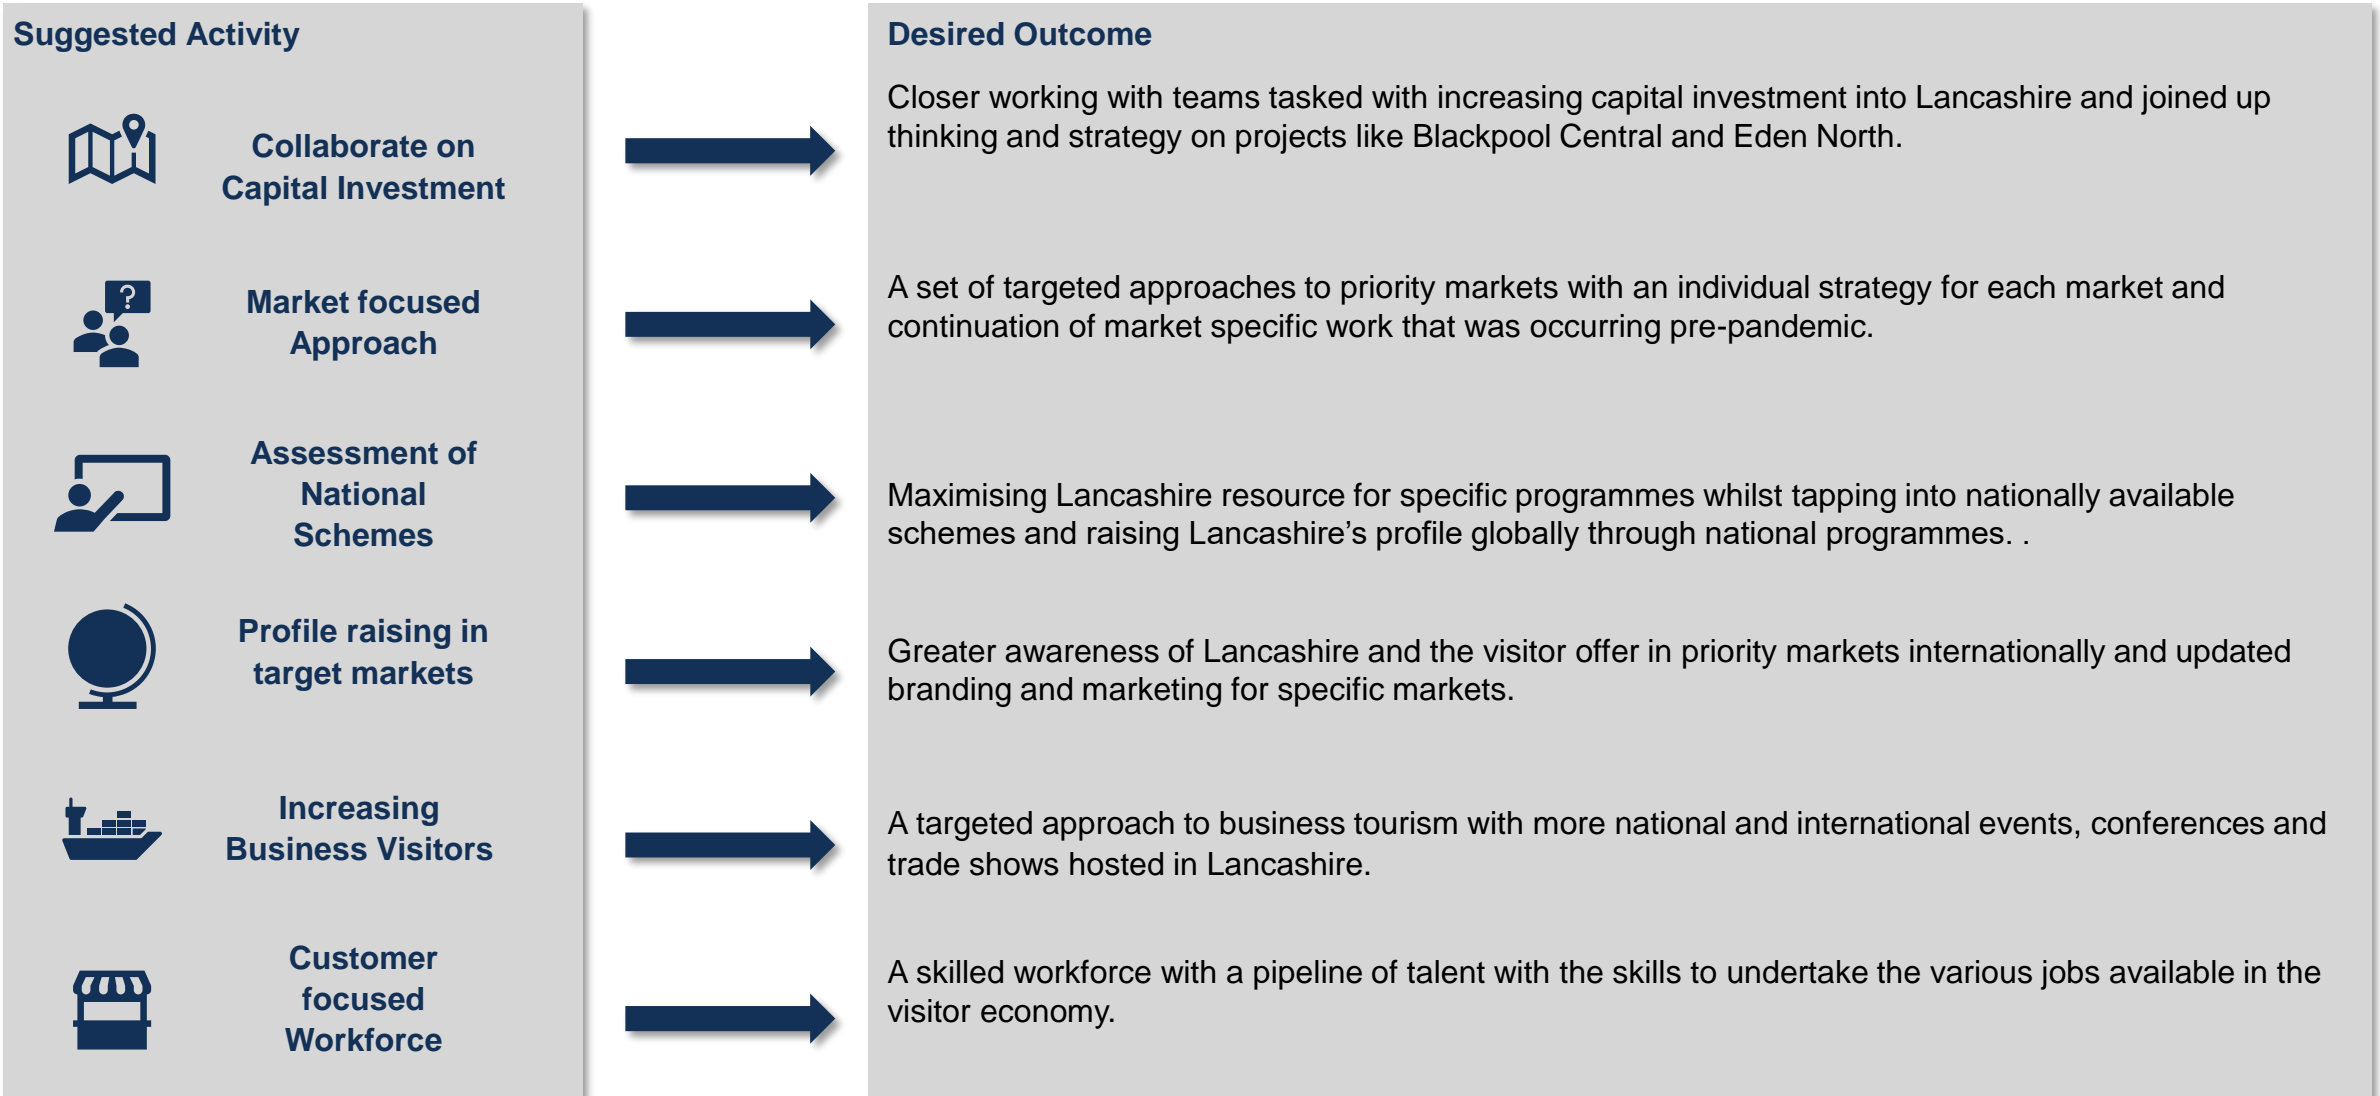 Suggested Activity
Desired Outcome
Collaborate on
Capital Investment
Closer working with teams tasked with increasing capital investment into Lancashire and joined up
thinking and strategy on projects like Blackpool Central and Eden North.
?
Market focused
Approach
A set of targeted approaches to priority markets with an individual strategy for each market and
continuation of market specific work that was occurring pre-pandemic.
Assessment of
National
Schemes
Maximising Lancashire resource for specific programmes whilst tapping into nationally available
schemes and raising Lancashire’s profile globally through national programmes. .
Profile raising in
target markets
Greater awareness of Lancashire and the visitor offer in priority markets internationally and updated
branding and marketing for specific markets.
Increasing
Business Visitors
A targeted approach to business tourism with more national and international events, conferences and
trade shows hosted in Lancashire.
Customer
focused
Workforce
A skilled workforce with a pipeline of talent with the skills to undertake the various jobs available in the
visitor economy.